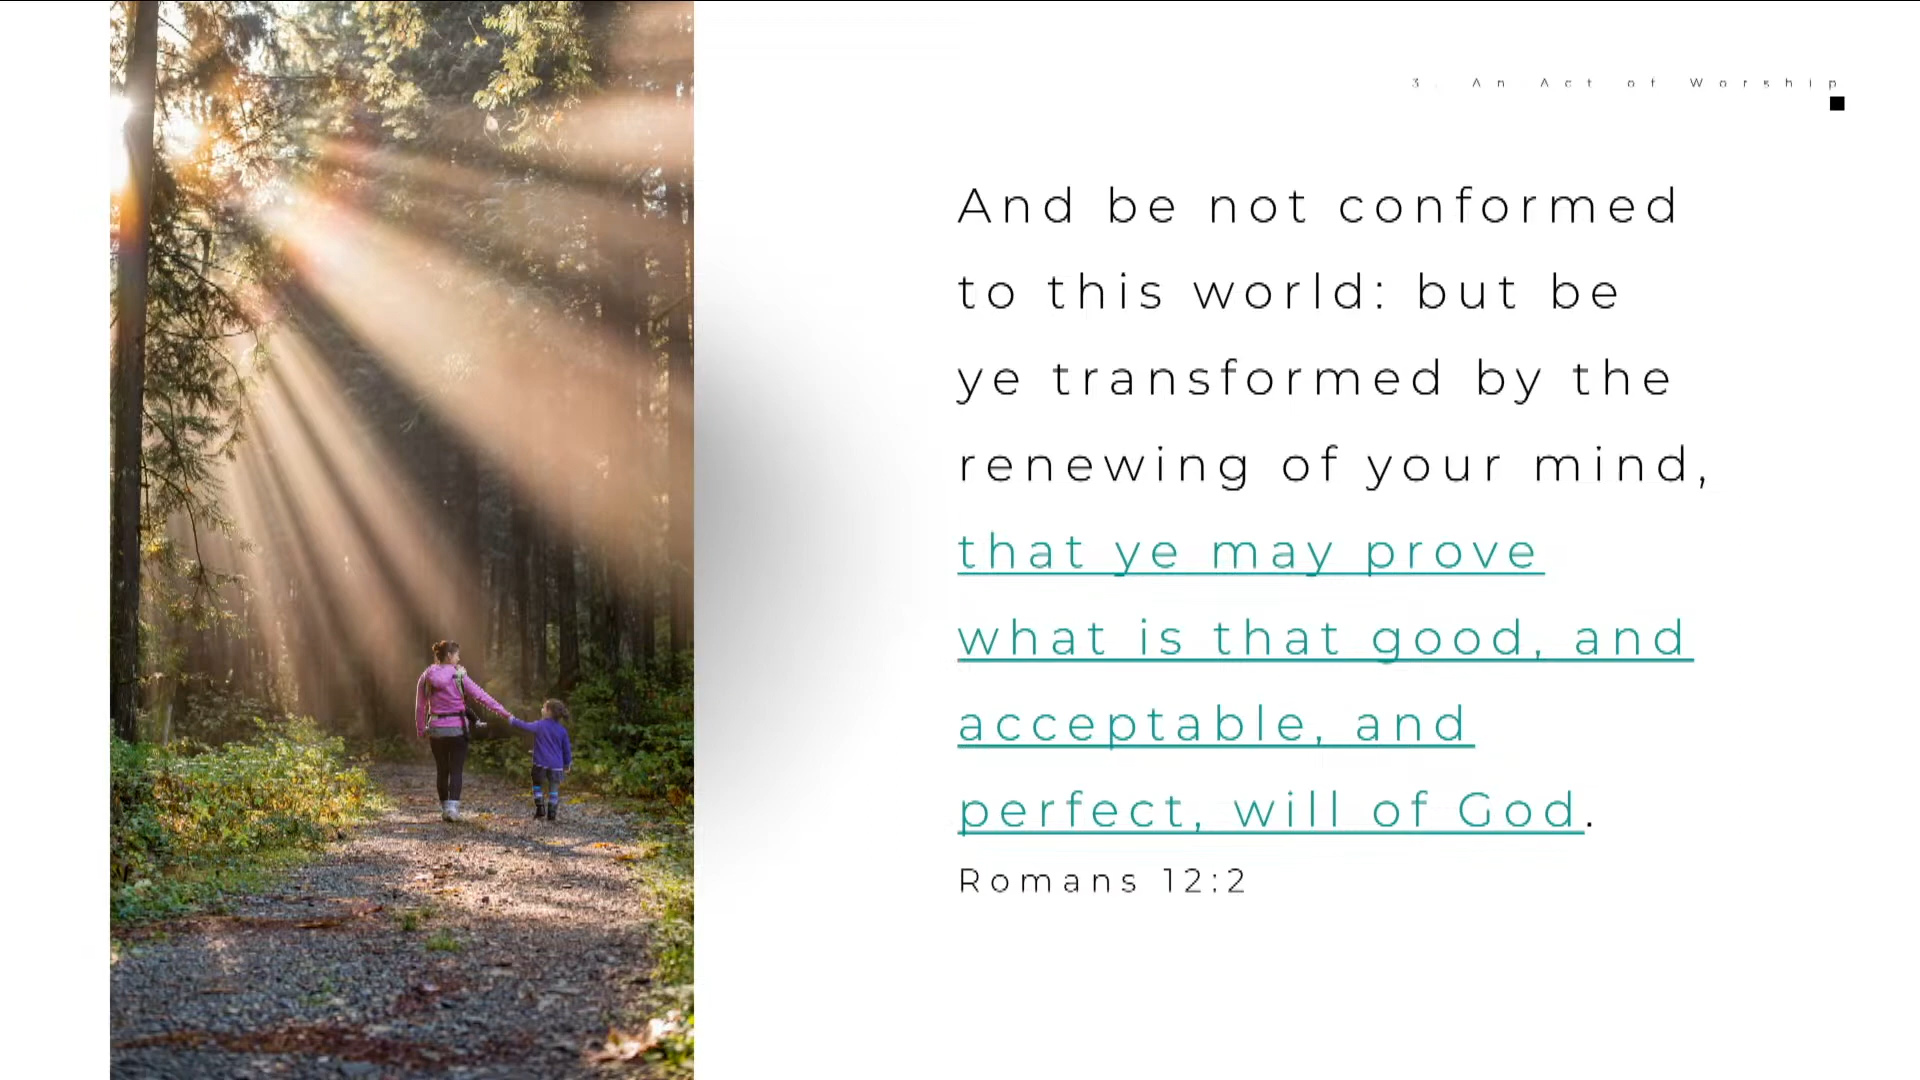 3. An Act of Worship
And be not conformed
to this world: but be
ye transformed by the
renewing of your mind,
that ye may prove
what is that good, and
acceptable, and
perfect, will of God.
Romans 12:2